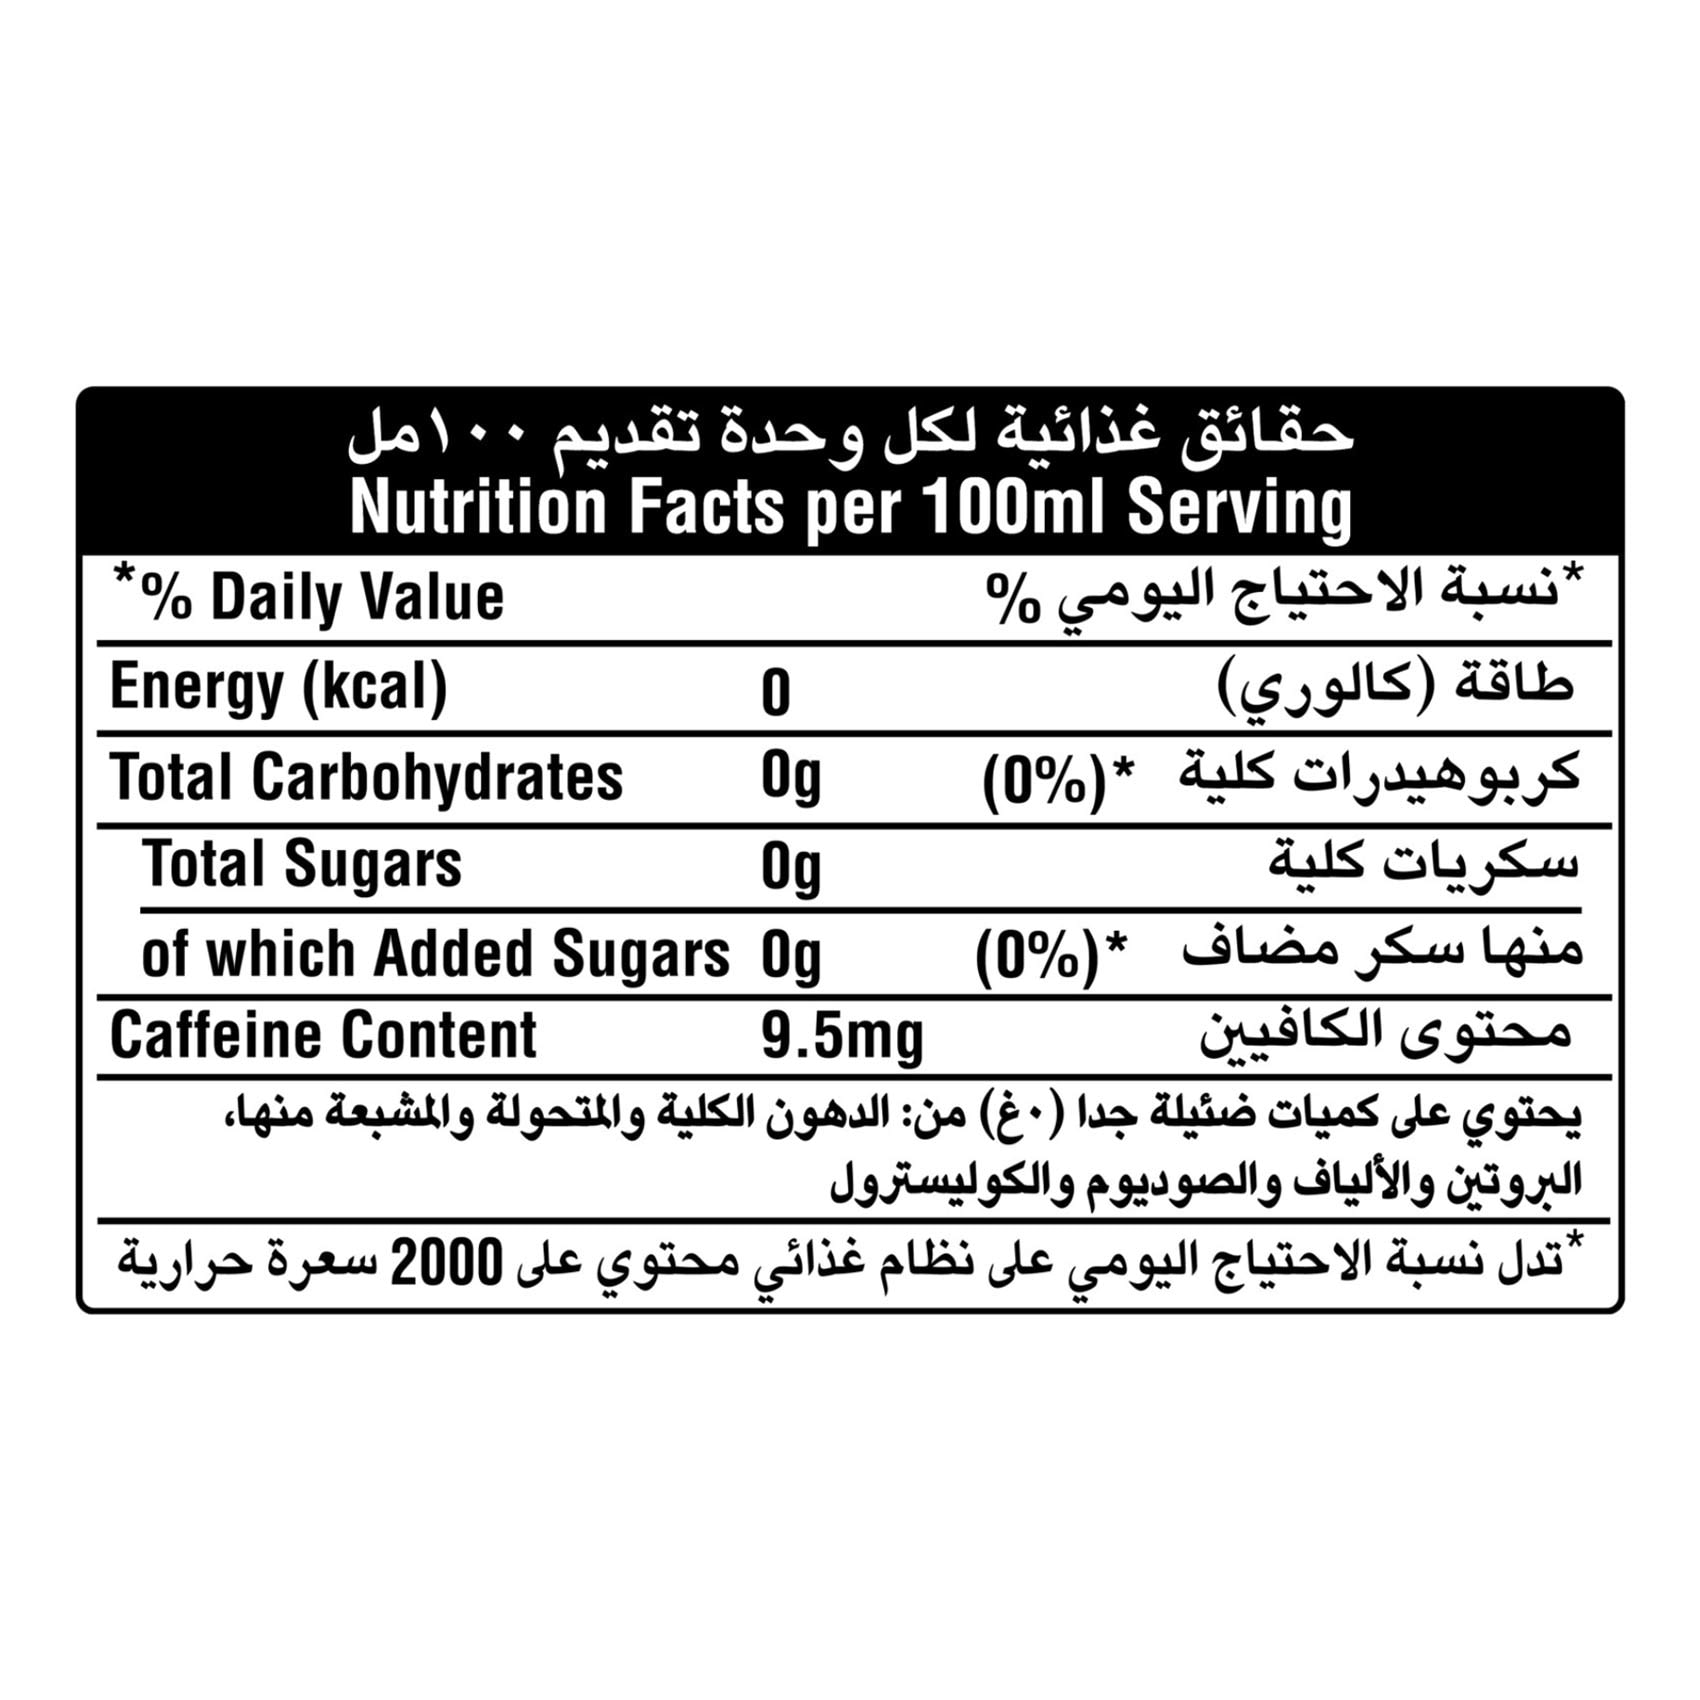 حقائق غذائية لكل وحدة تقديم ١٠٠مل
Nutrition Facts per 100ml Serving
*% Daily Value *نسبة الاحتياج اليومي %
Energy (kcal) 0 طاقة (كالوري)
Total Carbohydrates 0g (0%)* كربوهيدرات كلية
Total Sugars 0g سكريات كلية
of which Added Sugars 0g (0%)* منها سكر مضاف
Caffeine Content 9.5mg محتوى الكافيين
يحتوي على كميات ضئيلة جدا (٠غ) من: الدهون الكلية والمتحولة والمشبعة منها،
البروتين والألياف والصوديوم والكوليسترول
*تدل نسبة الاحتياج اليومي على نظام غذائي محتوي على 2000 سعرة حرارية